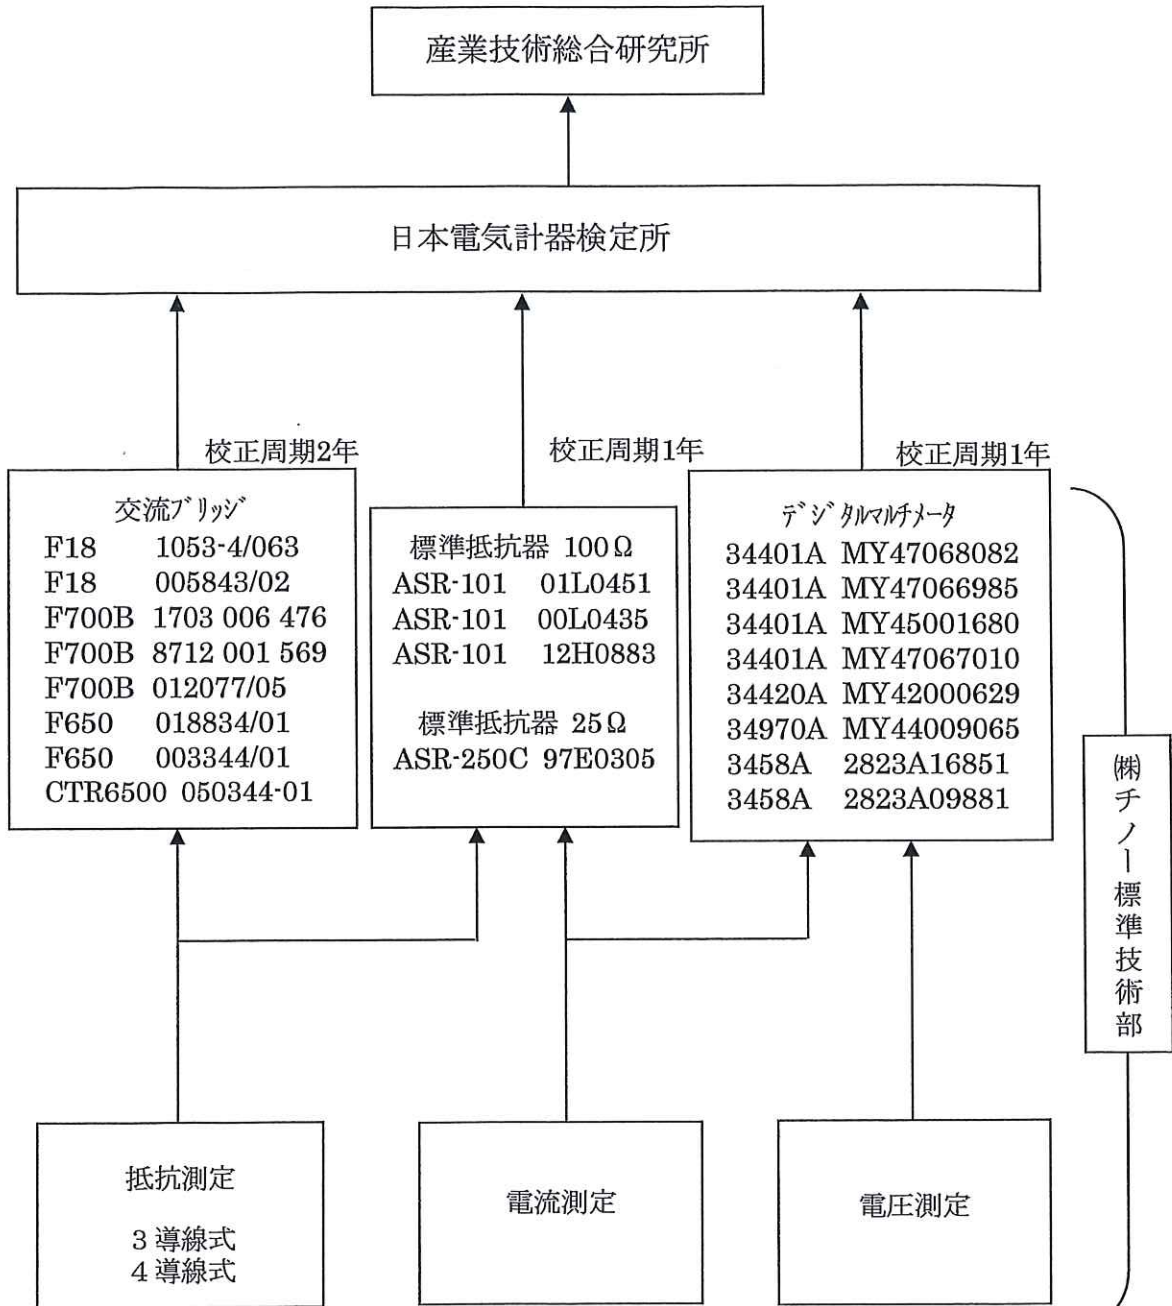 産業技術総合研究所
日本電気計器検定所
校正周期2年
交流ﾌﾞﾘｯｼﾞ
F18 1053-4/063
F18 005843/02
F700B 1703 006 476
F700B 8712 001 569
F700B 012077/05
F650 018834/01
F650 003344/01
CTR6500 050344-01
校正周期1年
標準抵抗器 100Ω
ASR-101 01L0451
ASR-101 00L0435
ASR-101 12H0883
標準抵抗器 25Ω
ASR-250C 97E0305
校正周期1年
ﾃﾞｼﾞﾀﾙﾏﾙﾁﾒｰﾀ
34401A MY47068082
34401A MY47066985
34401A MY45001680
34401A MY47067010
34420A MY42000629
34970A MY44009065
3458A 2823A16851
3458A 2823A09881
㈱チノー標準技術部
抵抗測定
3導線式
4導線式
電流測定
電圧測定